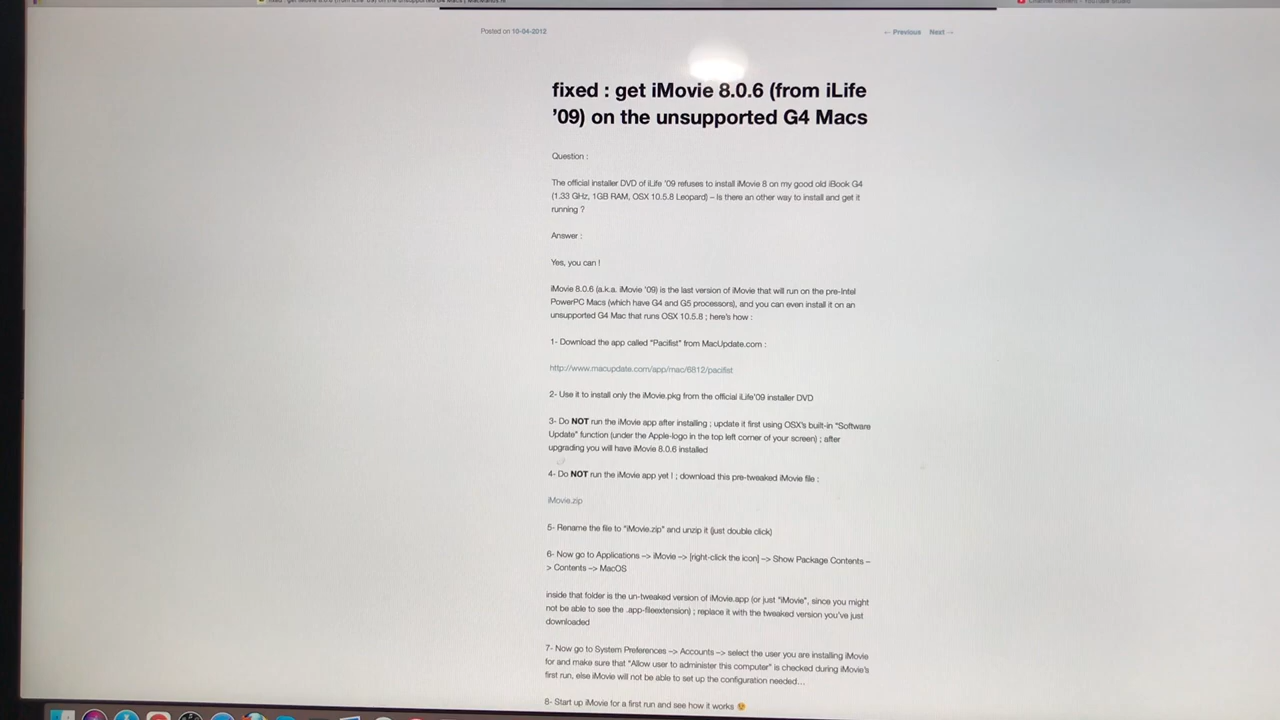 Posted on 10-04-2012
← Previous Next →
fixed : get iMovie 8.0.6 (from iLife
’09) on the unsupported G4 Macs
Question :
The official installer DVD of iLife ’09 refuses to install iMovie 8 on my good old iBook G4
(1.33 GHz, 1GB RAM, OSX 10.5.8 Leopard) – Is there an other way to install and get it
running ?
Answer :
Yes, you can !
iMovie 8.0.6 (a.k.a. iMovie ’09) is the last version of iMovie that will run on the pre-Intel
PowerPC Macs (which have G4 and G5 processors), and you can even install it on an
unsupported G4 Mac that runs OSX 10.5.8 ; here’s how :
1- Download the app called “Pacifist” from MacUpdate.com :
http://www.macupdate.com/app/mac/6812/pacifist
2- Use it to install only the iMovie.pkg from the official iLife’09 installer DVD
3- Do NOT run the iMovie app after installing ; update it first using OSX’s built-in “Software
Update” function (under the Apple-logo in the top left corner of your screen) ; after
upgrading you will have iMovie 8.0.6 installed
4- Do NOT run the iMovie app yet ! ; download this pre-tweaked iMovie file :
iMovie.zip
5- Rename the file to “iMovie.zip” and unzip it (just double click)
6- Now go to Applications –> iMovie –> [right-click the icon] –> Show Package Contents –
> Contents –> MacOS
inside that folder is the un-tweaked version of iMovie.app (or just “iMovie”, since you might
not be able to see the .app-fileextension) ; replace it with the tweaked version you’ve just
downloaded
7- Now go to System Preferences –> Accounts –> select the user you are installing iMovie
for and make sure that “Allow user to administer this computer” is checked during iMovie’s
first run, else iMovie will not be able to set up the configuration needed…
8- Start up iMovie for a first run and see how it works 😉